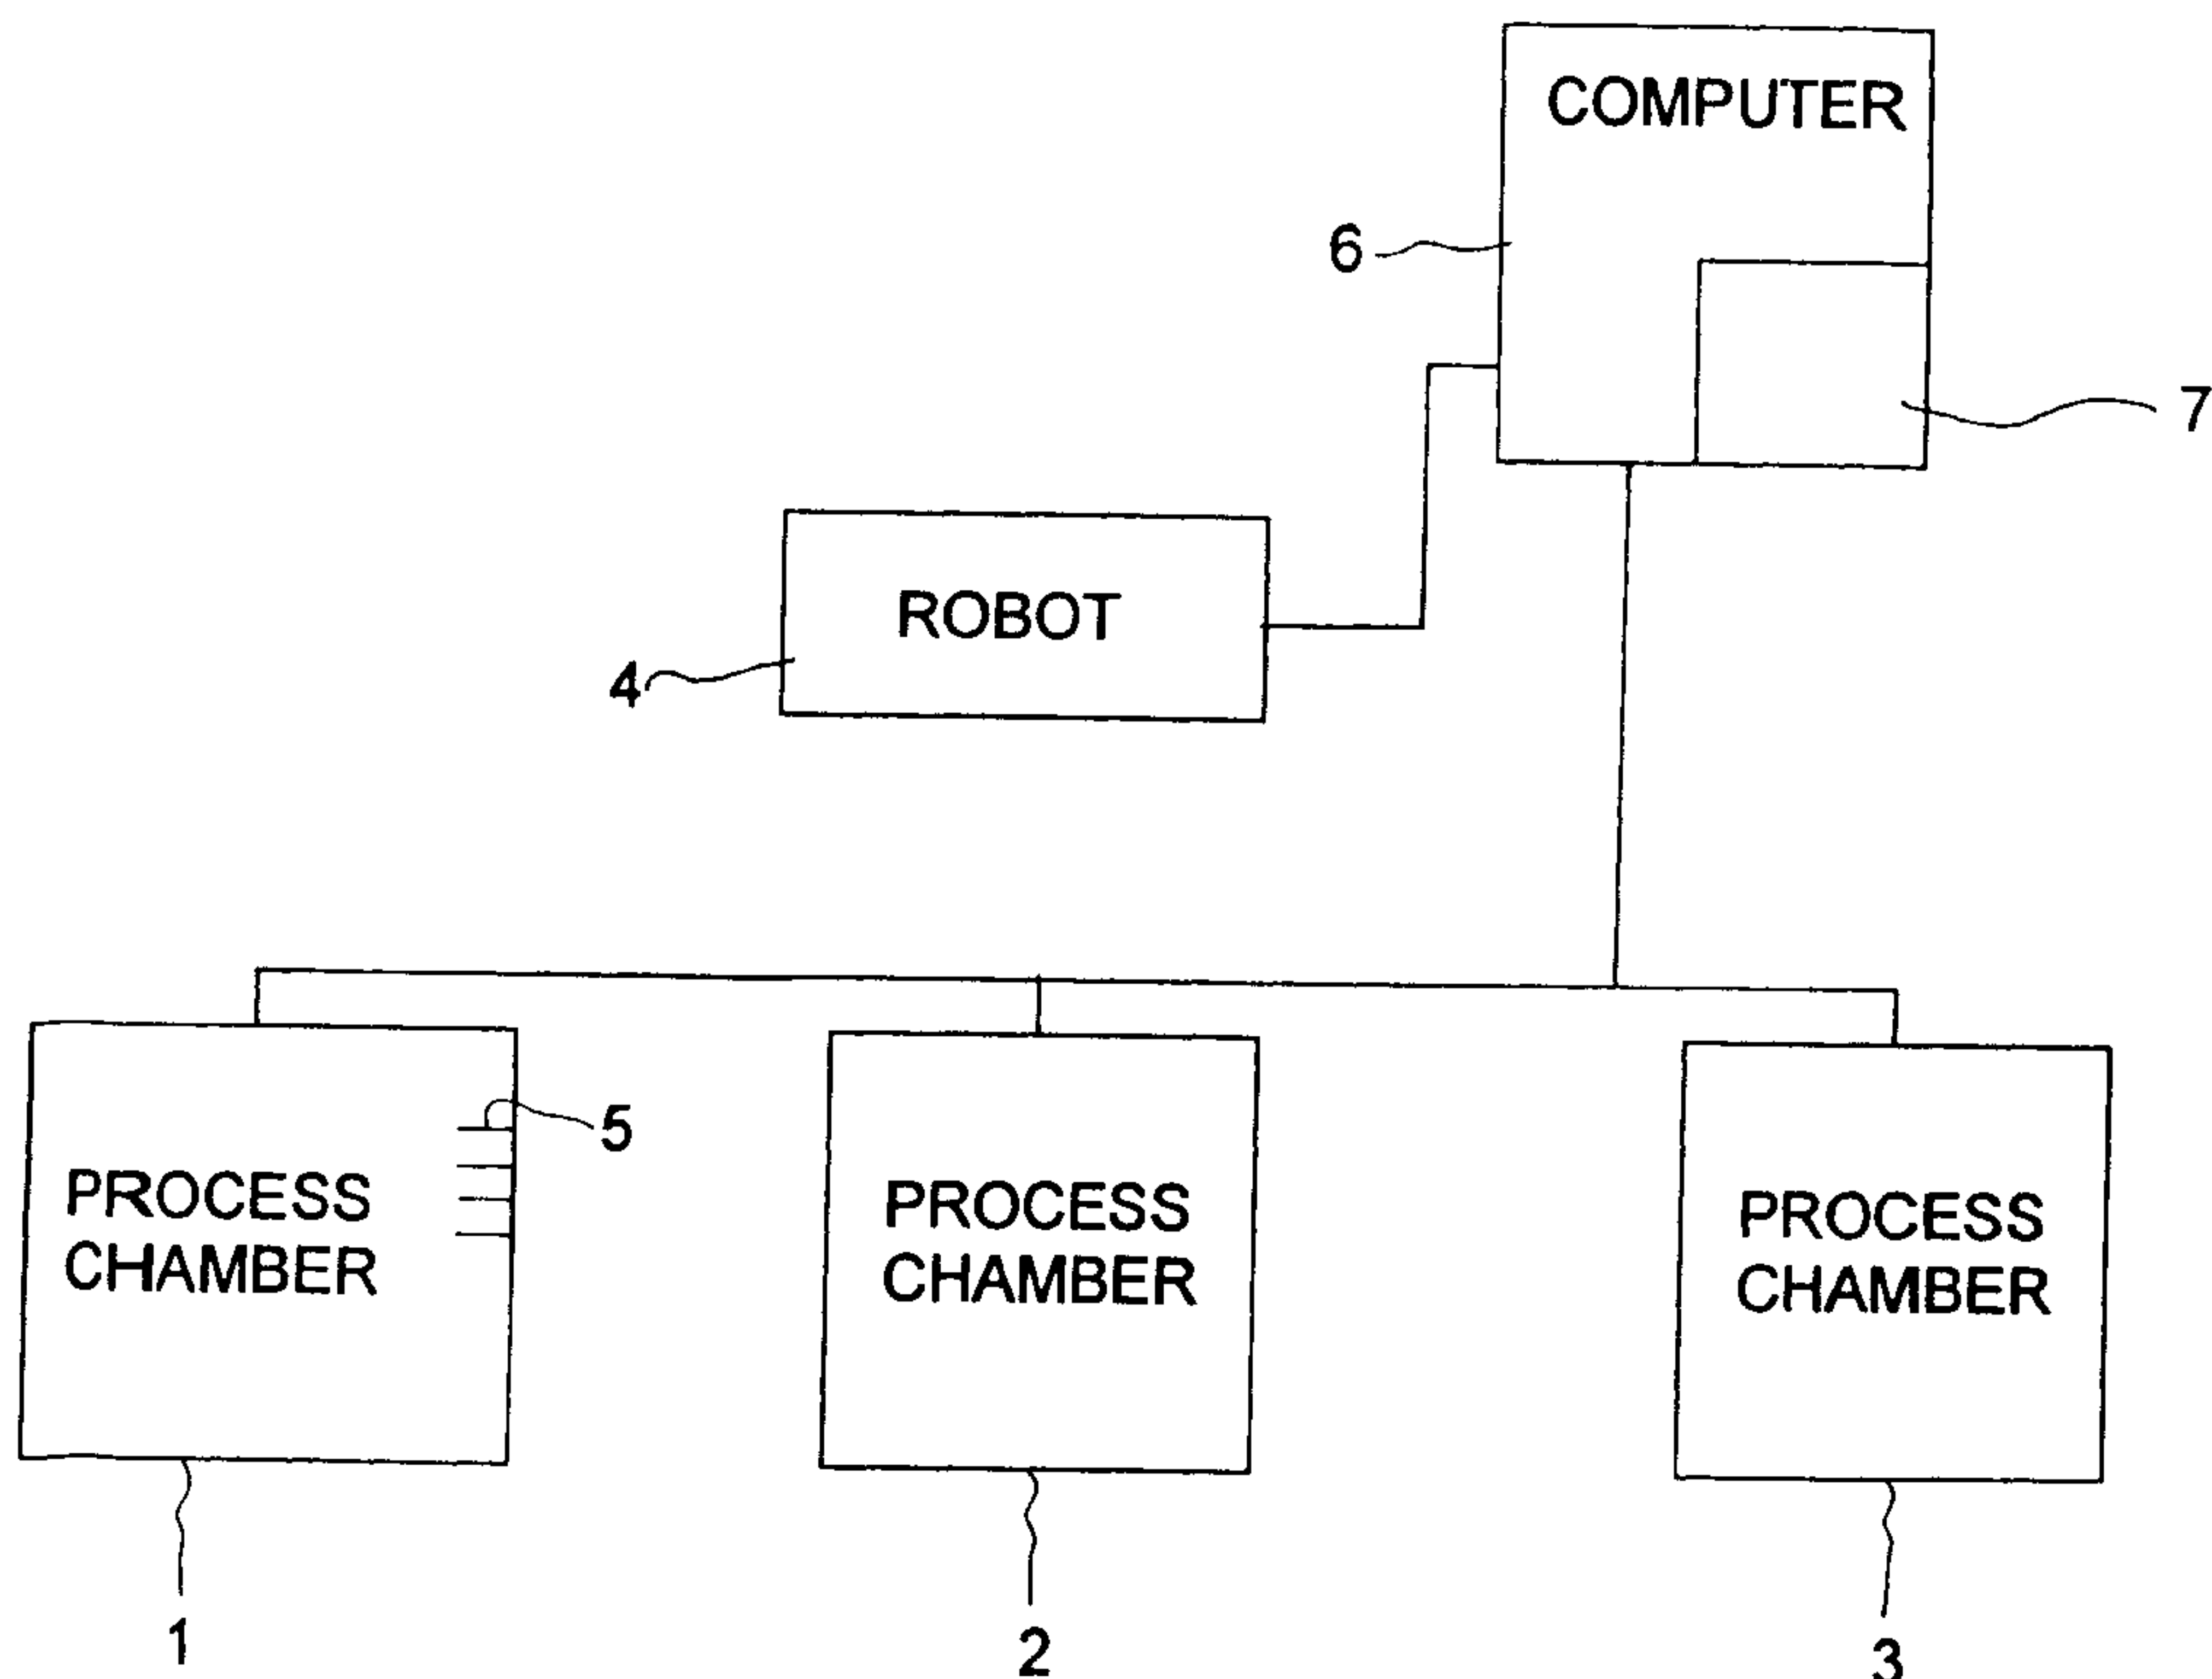 COMPUTER
6
7
ROBOT
4
5
PROCESS
CHAMBER
PROCESS
CHAMBER
PROCESS
CHAMBER
1
2
3